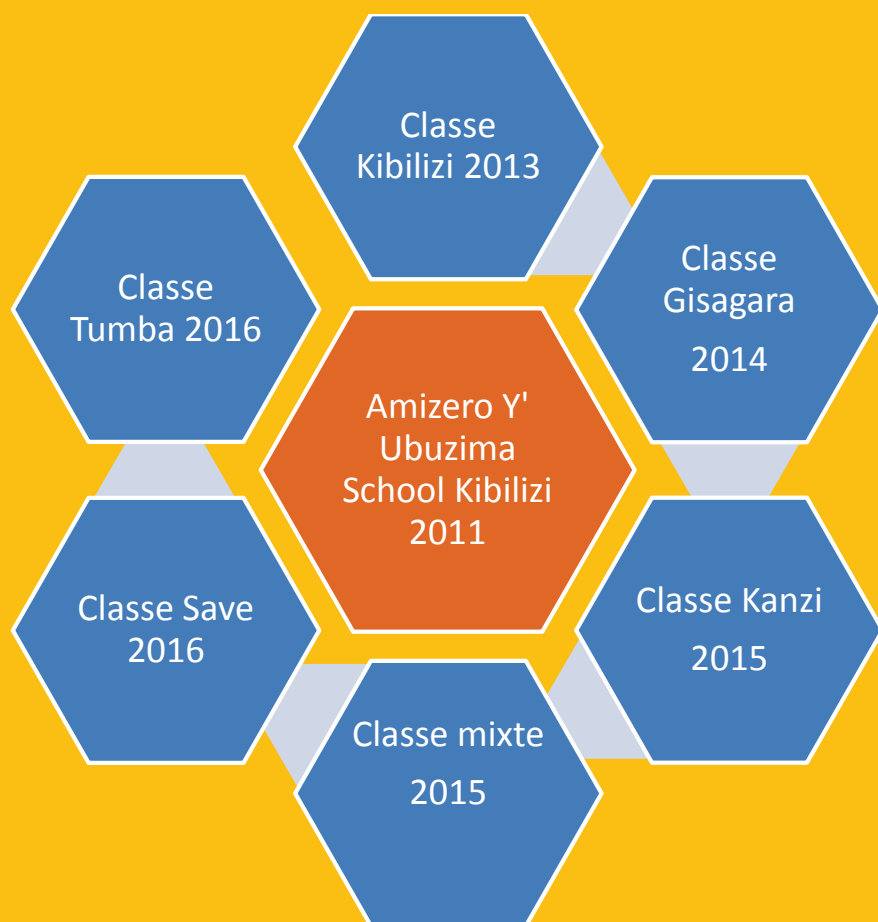 Classe
Kibilizi 2013
Classe
Gisagara
2014
Classe
Tumba 2016
Amizero Y'
Ubuzima
School Kibilizi
2011
Classe Kanzi
2015
Classe Save
2016
Classe mixte
2015